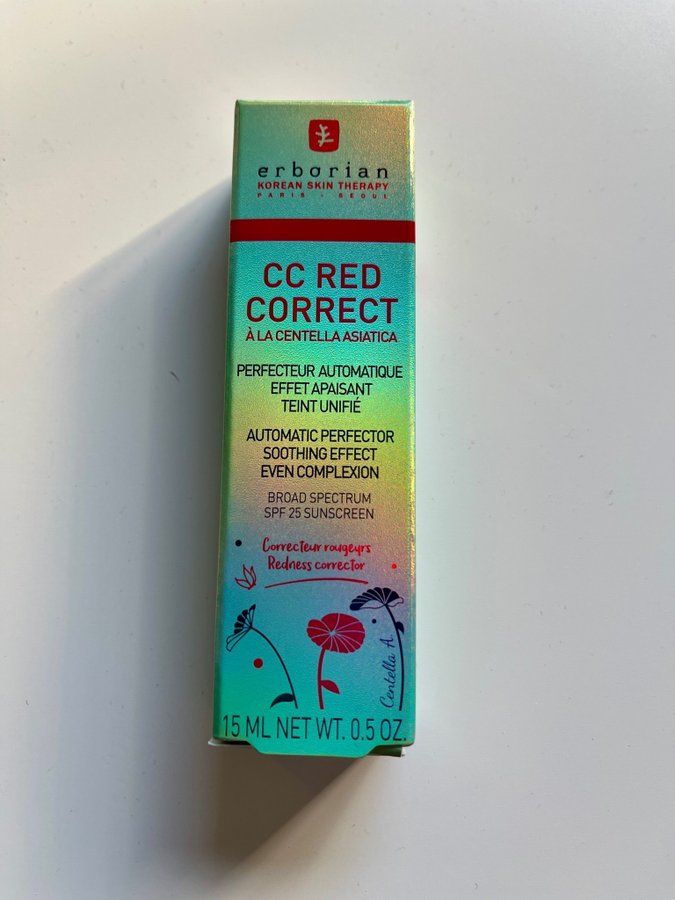 erborian
KOREAN SKIN THERAPY
PARIS - SEOUL
CC RED
CORRECT
À LA CENTELLA ASIATICA
PERFECTEUR AUTOMATIQUE
EFFET APAISANT
TEINT UNIFIÉ
AUTOMATIC PERFECTOR
SOOTHING EFFECT
EVEN COMPLEXION
BROAD SPECTRUM
SPF 25 SUNSCREEN
Correcteur rougeurs
Redness corrector
Centella A.
15 ML NET WT. 0.5 OZ.